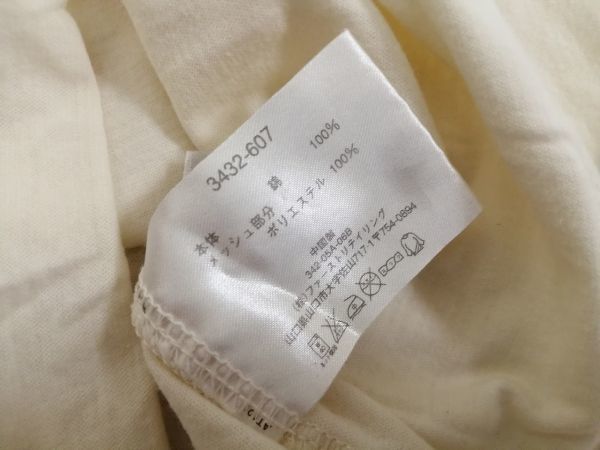 3432-607
本体 綿 100%
メッシュ部分
ポリエステル 100%
中国製
342-05A-06B
(株)ファーストリテイリング
山口県山口市大字佐山717-1〒754-0894